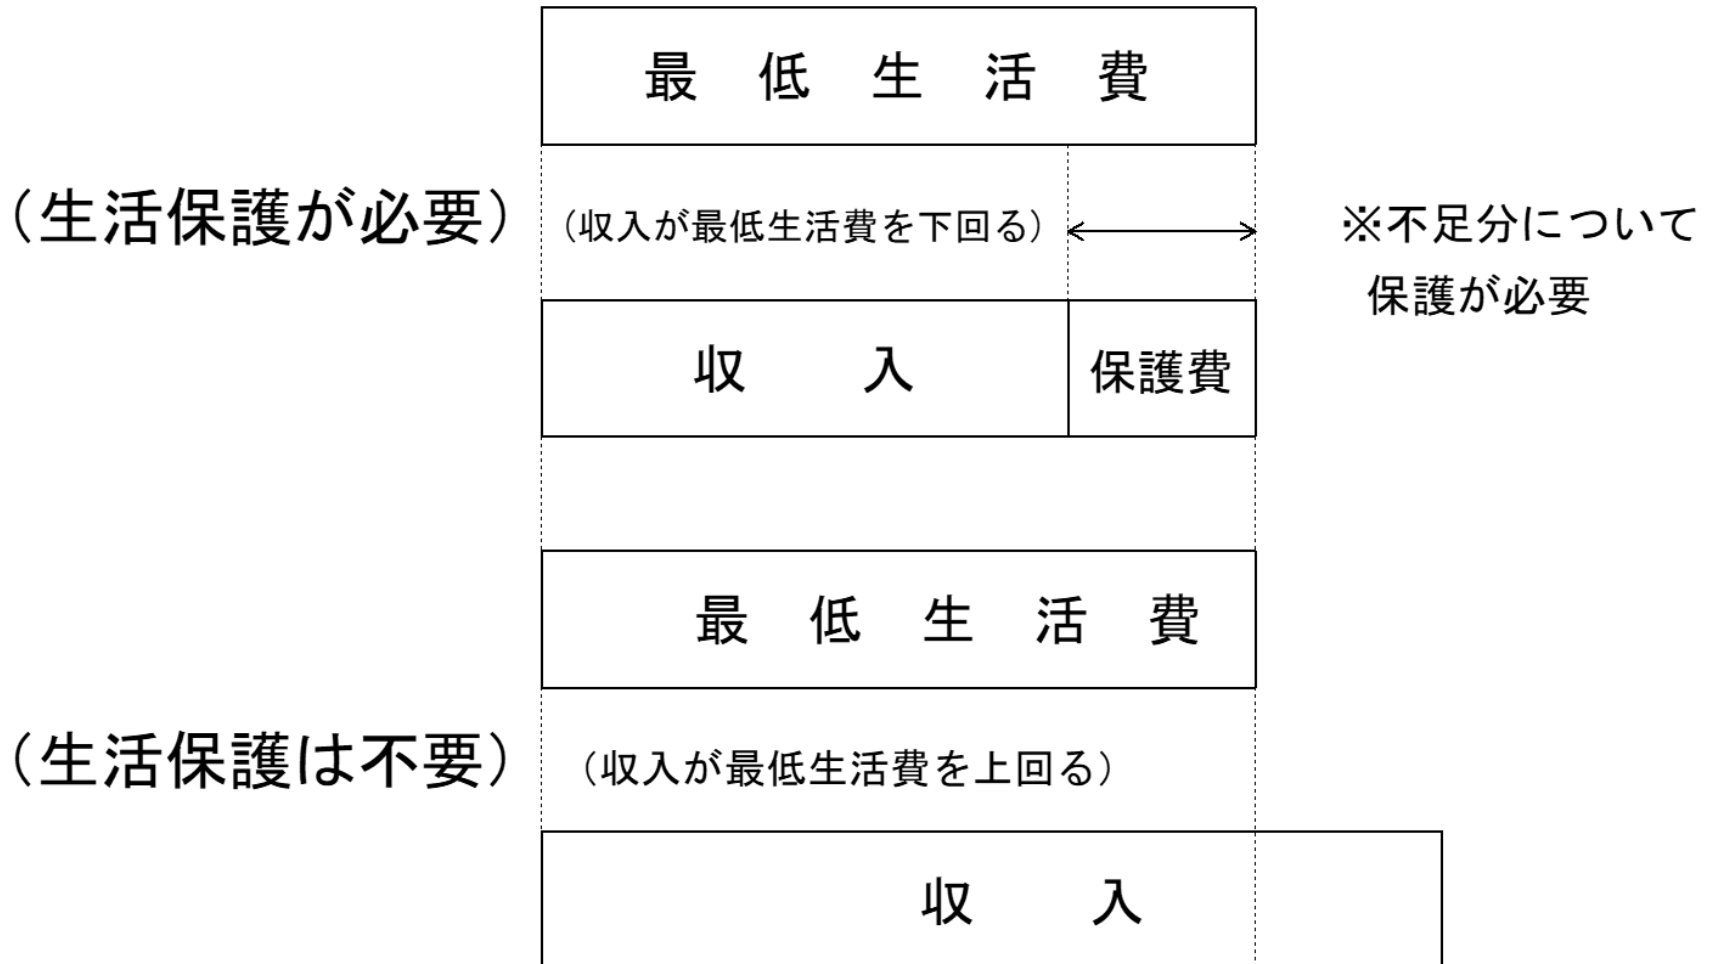 最低生活費
(生活保護が必要)
(収入が最低生活費を下回る)
※不足分について
保護が必要
収入
保護費
最低生活費
(生活保護は不要)
(収入が最低生活費を上回る)
収入